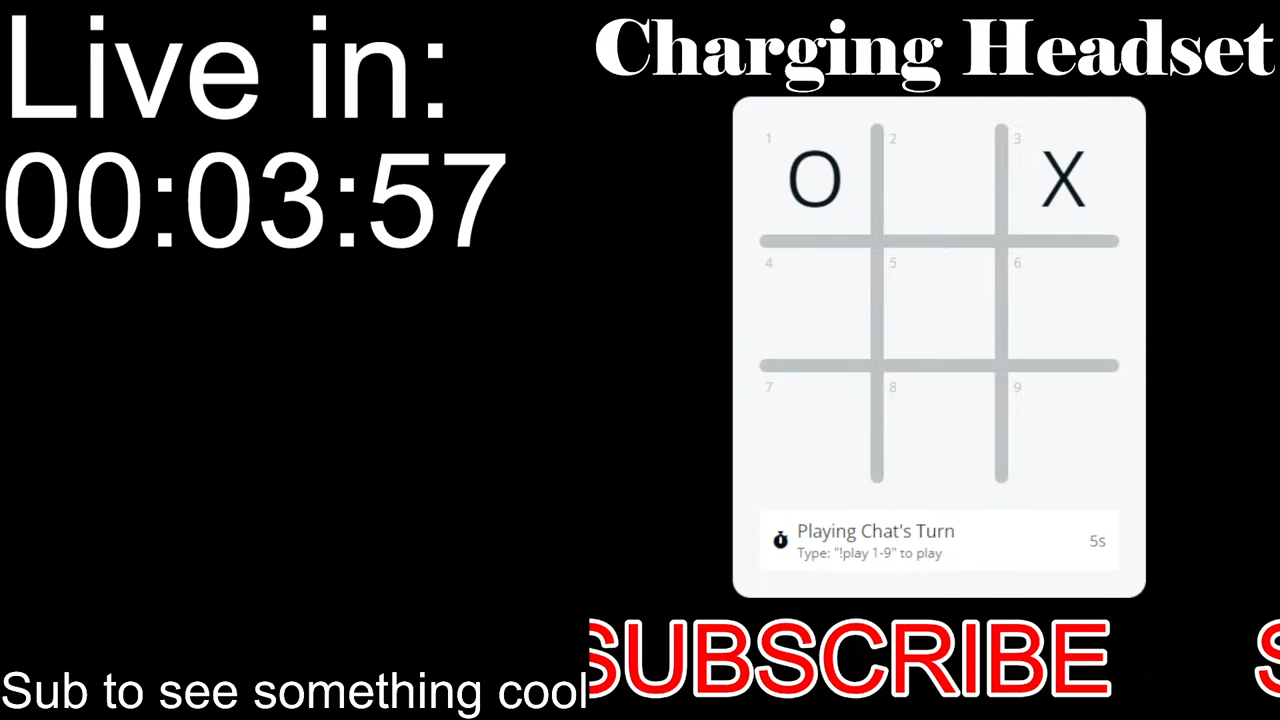 Live in:
00:03:57
Charging Headset
1
O
2
3
X
4
5
6
7
8
9
Playing Chat's Turn
Type: "!play 1-9" to play
5s
Sub to see something cool
SUBSCRIBE
S